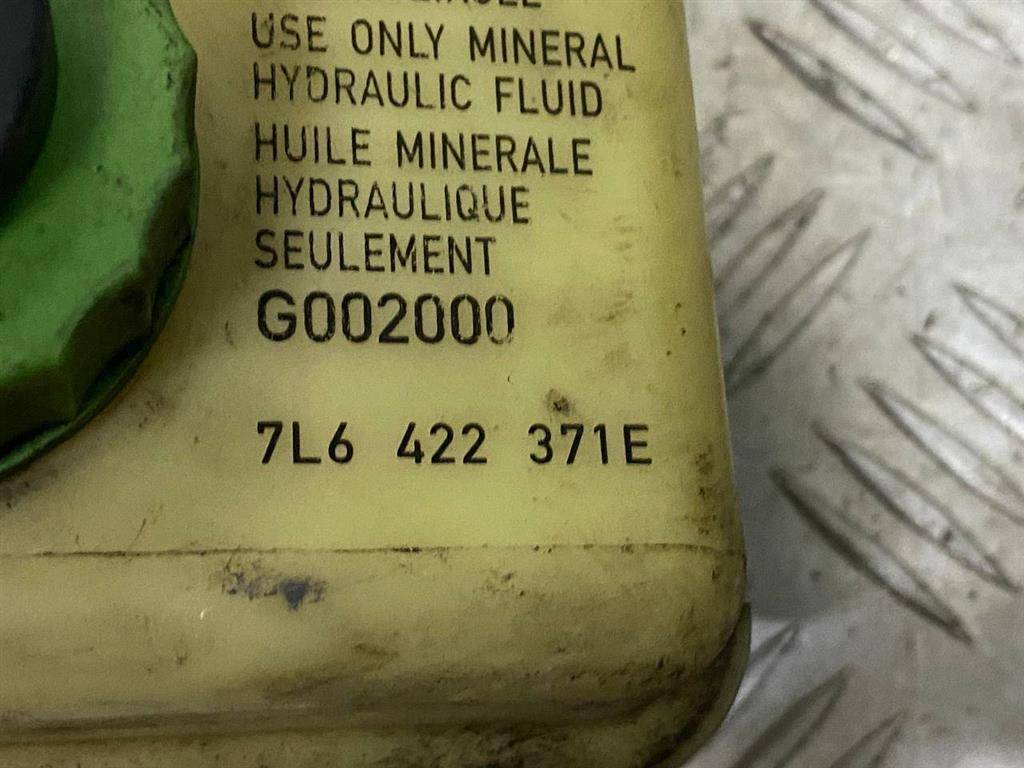 USE ONLY MINERAL
HYDRAULIC FLUID
HUILE MINERALE
HYDRAULIQUE
SEULEMENT
G002000
7L6 422 371E